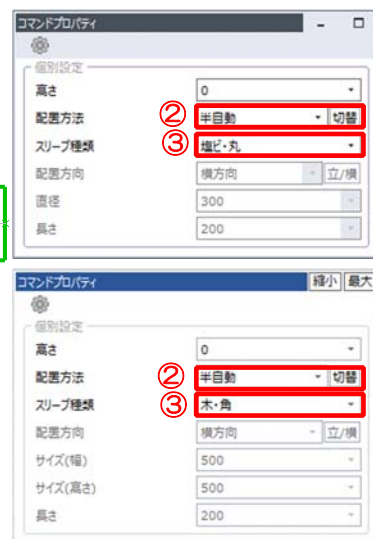 コマンドプロパティ
個別設定
高さ 0
② 配置方法 半自動 切替
③ スリーブ種類 塩ビ・丸
配置方向 横方向 立/横
直径 300
長さ 200
コマンドプロパティ 縮小 最大
個別設定
高さ 0
② 配置方法 半自動 切替
③ スリーブ種類 木・角
配置方向 横方向 立/横
サイズ(幅) 500
サイズ(高さ) 500
長さ 200